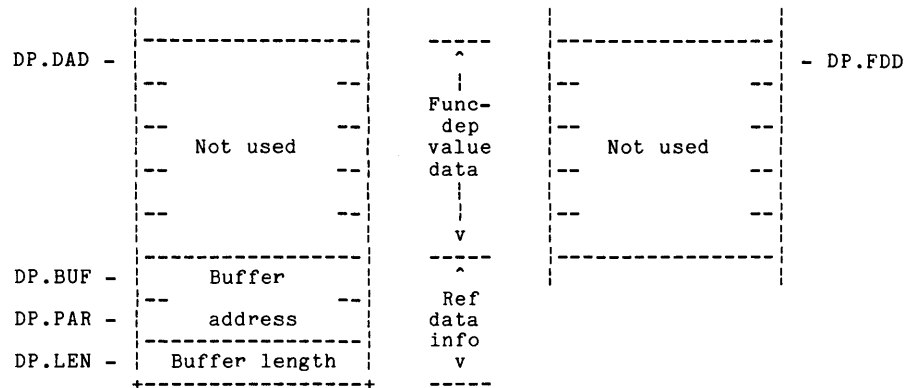 DP.DAD - - DP.FDD
Func-
dep
Not used value Not used
data
v
DP.BUF - Buffer ^
Ref
DP.PAR - address data
info
DP.LEN - Buffer length v